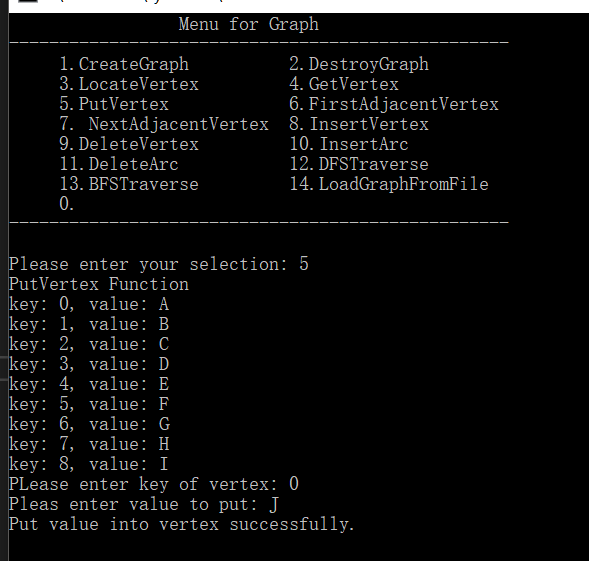 Menu for Graph
--------------------------------------------------
1.CreateGraph 2.DestroyGraph
3.LocateVertex 4.GetVertex
5.PutVertex 6.FirstAdjacentVertex
7. NextAdjacentVertex 8.InsertVertex
9.DeleteVertex 10.InsertArc
11.DeleteArc 12.DFSTraverse
13.BFSTraverse 14.LoadGraphFromFile
0.
--------------------------------------------------
Please enter your selection: 5
PutVertex Function
key: 0, value: A
key: 1, value: B
key: 2, value: C
key: 3, value: D
key: 4, value: E
key: 5, value: F
key: 6, value: G
key: 7, value: H
key: 8, value: I
PLease enter key of vertex: 0
Pleas enter value to put: J
Put value into vertex successfully.